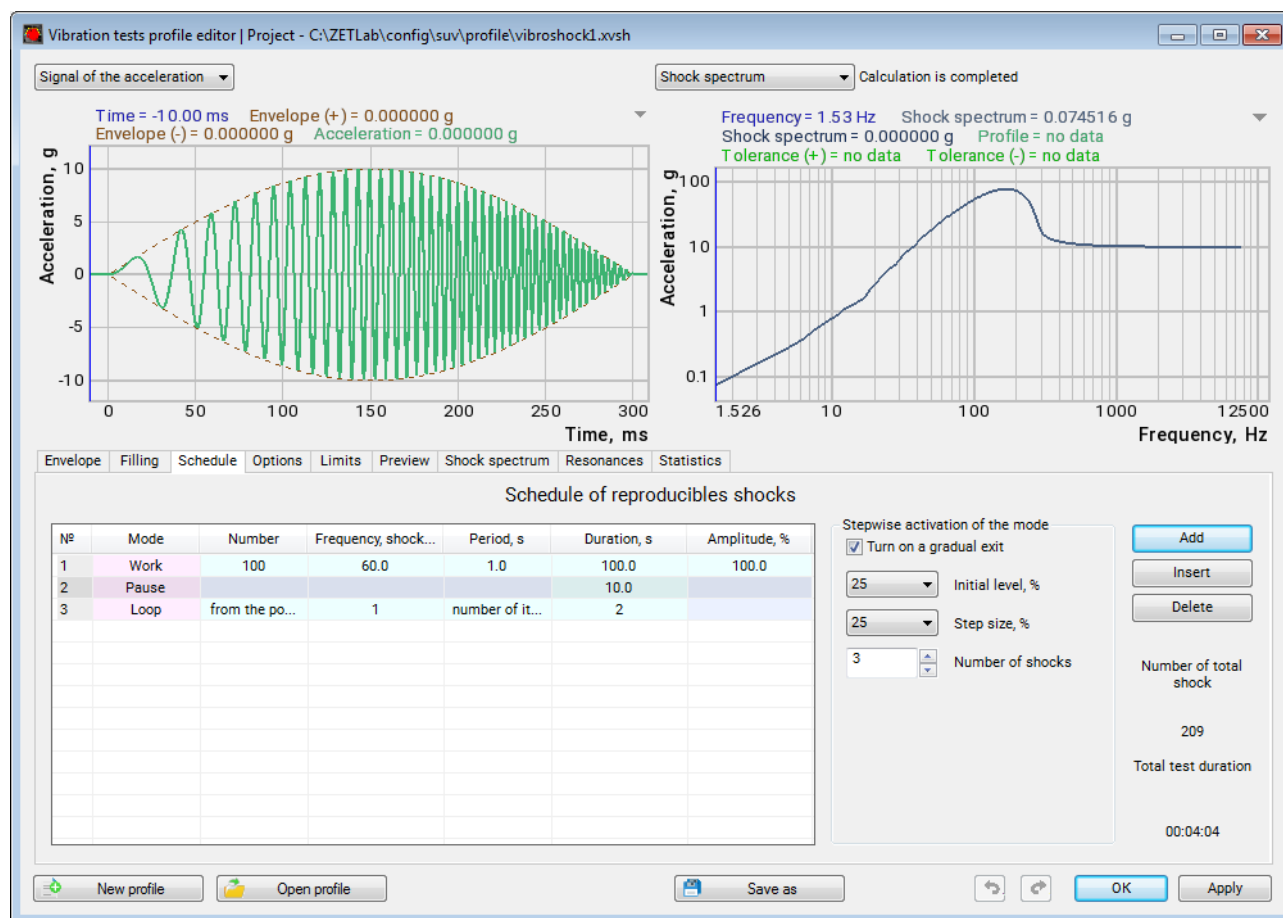 Vibration tests profile editor | Project - C:\ZETLab\config\suv\profile\vibroshock1.xvsh
Signal of the acceleration
Shock spectrum
Calculation is completed
Time = -10.00 ms Envelope (+) = 0.000000 g
Envelope (-) = 0.000000 g Acceleration = 0.000000 g
Acceleration, g
10
5
0
-5
-10
0 50 100 150 200 250 300
Time, ms
Frequency = 1.53 Hz Shock spectrum = 0.074516 g
Shock spectrum = 0.000000 g Profile = no data
Tolerance (+) = no data Tolerance (-) = no data
Acceleration, g
100
10
1
0.1
1.526 10 100 1000 12500
Frequency, Hz
Envelope Filling Schedule Options Limits Preview Shock spectrum Resonances Statistics
Schedule of reproducibles shocks
Nº Mode Number Frequency, shock... Period, s Duration, s Amplitude, %
1 Work 100 60.0 1.0 100.0 100.0
2 Pause 10.0
3 Loop from the po... 1 number of it... 2
Stepwise activation of the mode
Turn on a gradual exit
25 Initial level, %
25 Step size, %
3 Number of shocks
Add
Insert
Delete
Number of total
shock
209
Total test duration
00:04:04
New profile Open profile Save as OK Apply